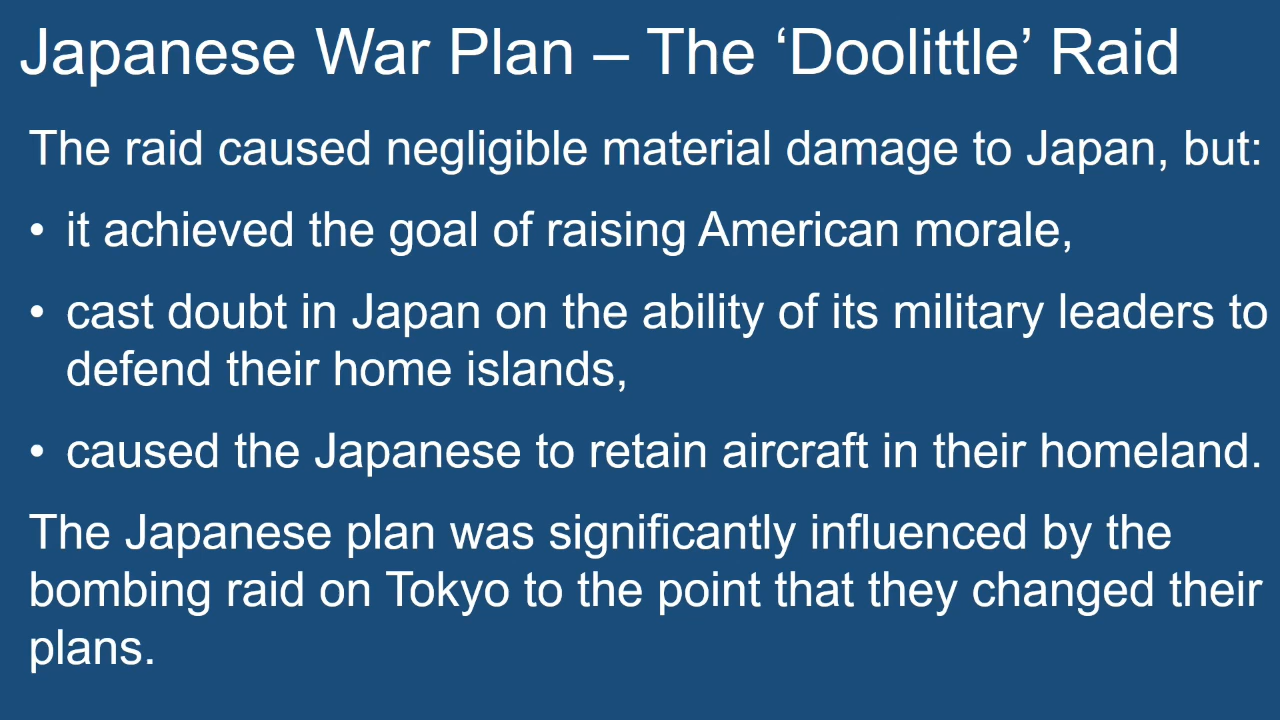 Japanese War Plan – The ‘Doolittle’ Raid
The raid caused negligible material damage to Japan, but:
• it achieved the goal of raising American morale,
• cast doubt in Japan on the ability of its military leaders to
defend their home islands,
• caused the Japanese to retain aircraft in their homeland.
The Japanese plan was significantly influenced by the
bombing raid on Tokyo to the point that they changed their
plans.